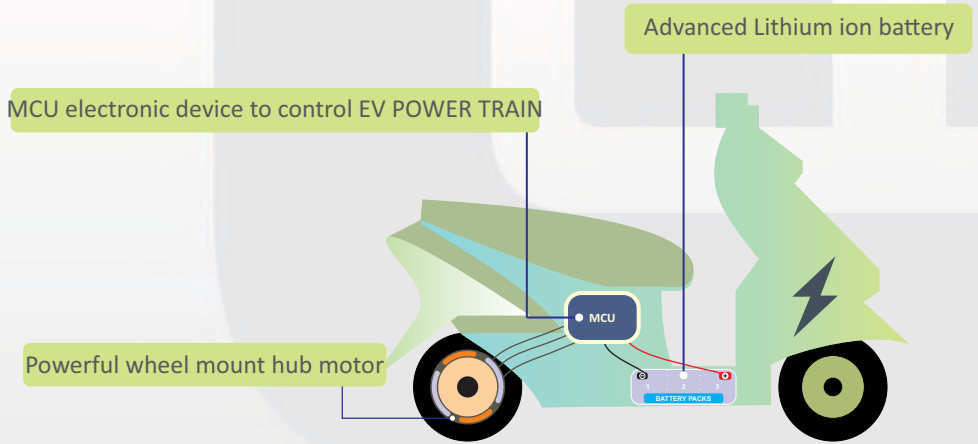 Advanced Lithium ion battery
MCU electronic device to control EV POWER TRAIN
MCU
Powerful wheel mount hub motor
1 2 3
BATTERY PACKS